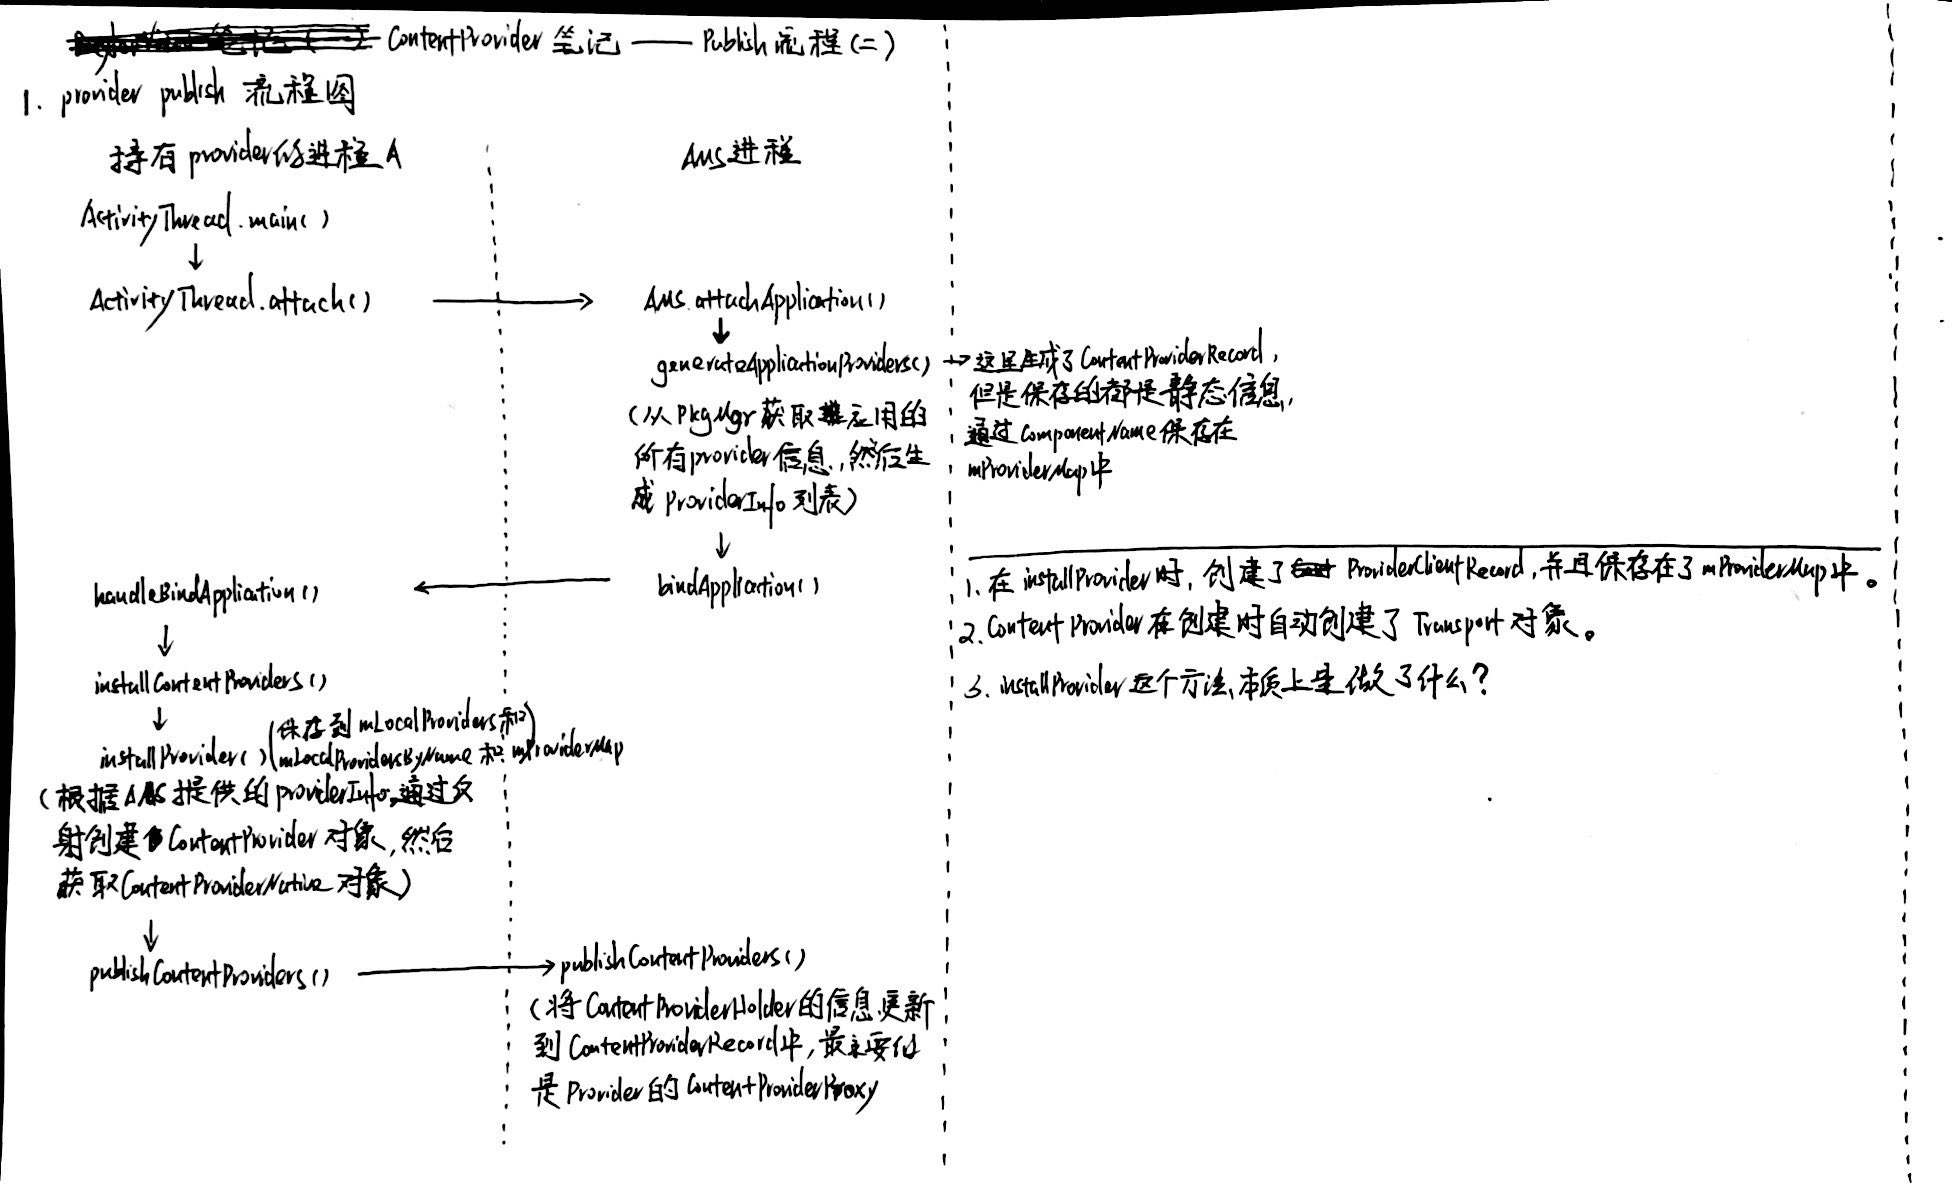 ContentProvider 笔记 —— Publish 流程(二)
1. provider publish 流程图
持有provider的进程A
AMS进程
ActivityThread.main()
↓
ActivityThread.attach() → AMS.attachApplication()
↓
generateApplicationProviders() → 这里生成了ContentProviderRecord,
但是保存的都是静态信息,
通过ComponentName保存在
mProviderMap中
(从PkgMgr获取应用的
所有provider信息,然后生
成ProviderInfo列表)
↓
handleBindApplication() ← bindApplication()
↓
installContentProviders()
↓
installProvider()(保存到mLocalProviders和
mLocalProvidersByName和mProviderMap)
(根据AMS提供的providerInfo,通过反
射创建ContentProvider对象,然后
获取ContentProviderNative对象)
↓
publishContentProviders() → publishContentProviders()
(将ContentProviderHolder的信息更新
到ContentProviderRecord中,最主要的
是Provider的ContentProviderProxy
1. 在installProvider时,创建了ProviderClientRecord,并且保存在了mProviderMap中。
2. ContentProvider在创建时自动创建了Transport对象。
3. installProvider这个方法,本质上是做了什么?